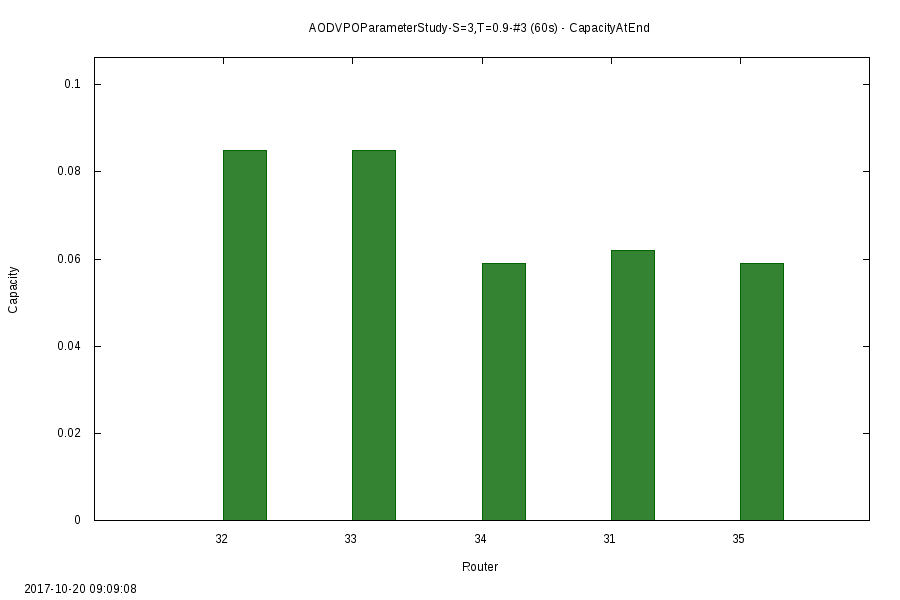 AODVPOParameterStudy-S=3,T=0.9-#3 (60s) - CapacityAtEnd
0.1
0.08
0.06
0.04
0.02
0
Capacity
32 33 34 31 35
Router
2017-10-20 09:09:08